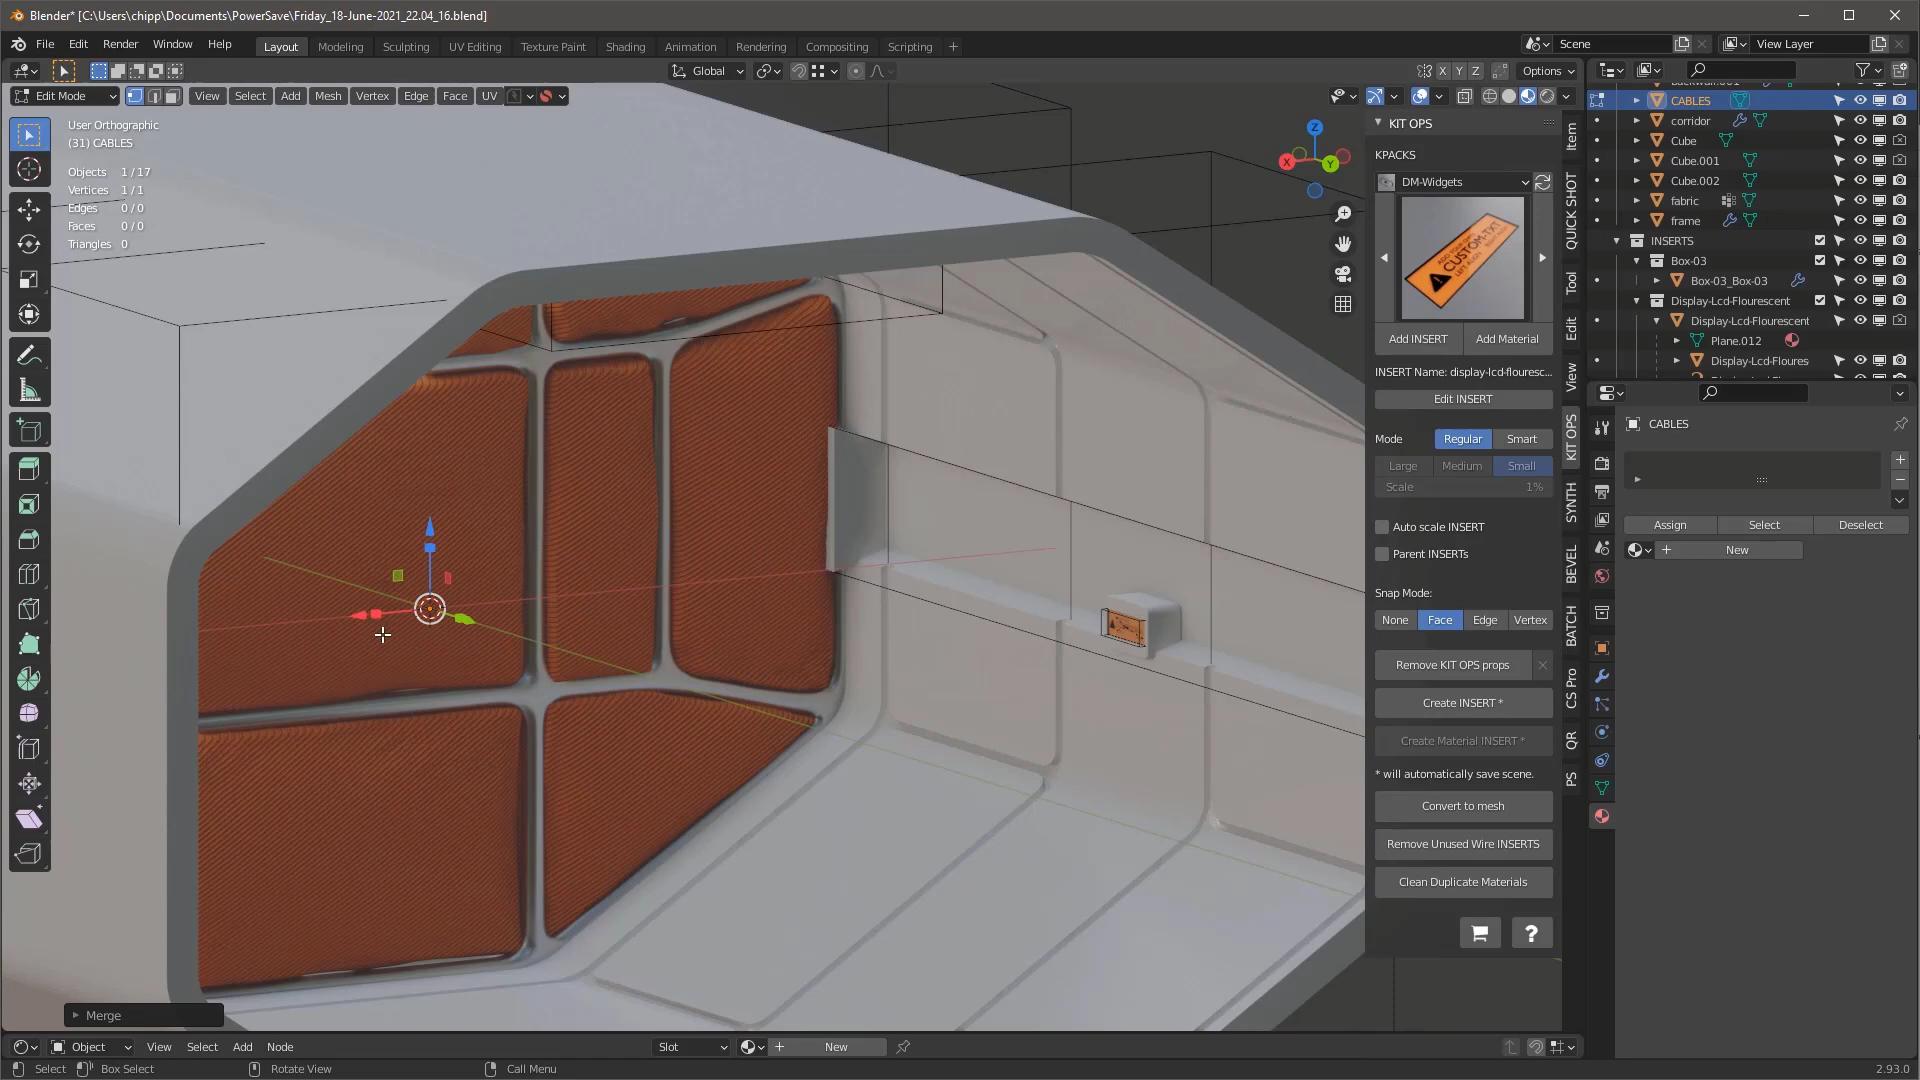 Blender* [C:\Users\chipp\Documents\PowerSave\Friday_18-June-2021_22.04_16.blend]
File Edit Render Window Help
Layout Modeling Sculpting UV Editing Texture Paint Shading Animation Rendering Compositing Scripting +
Scene
View Layer
Global
X Y Z
Options
Edit Mode
View Select Add Mesh Vertex Edge Face UV
User Orthographic
(31) CABLES
Objects 1 / 17
Vertices 1 / 1
Edges 0 / 0
Faces 0 / 0
Triangles 0
Z
X
Y
KIT OPS
KPACKS
DM-Widgets
CUSTOM-TXT
LEFT ALIGN
Add INSERT
Add Material
INSERT Name: display-lcd-flouresc...
Edit INSERT
Mode
Regular
Smart
Large
Medium
Small
Scale
1%
Auto scale INSERT
Parent INSERTs
Snap Mode:
None
Face
Edge
Vertex
Remove KIT OPS props
Create INSERT *
Create Material INSERT *
* will automatically save scene.
Convert to mesh
Remove Unused Wire INSERTS
Clean Duplicate Materials
?
Item
QUICK SHOT
Tool
Edit
View
KIT OPS
SYNTH
BEVEL
BATCH
CS Pro
QR
PS
CABLES
corridor
Cube
Cube.001
Cube.002
fabric
frame
INSERTS
Box-03
Box-03_Box-03
Display-Lcd-Flourescent
Display-Lcd-Flourescent
Plane.012
Display-Lcd-Floures
CABLES
Assign
Select
Deselect
New
Merge
Object
View Select Add Node
Slot
New
Select
Box Select
Rotate View
Call Menu
2.93.0